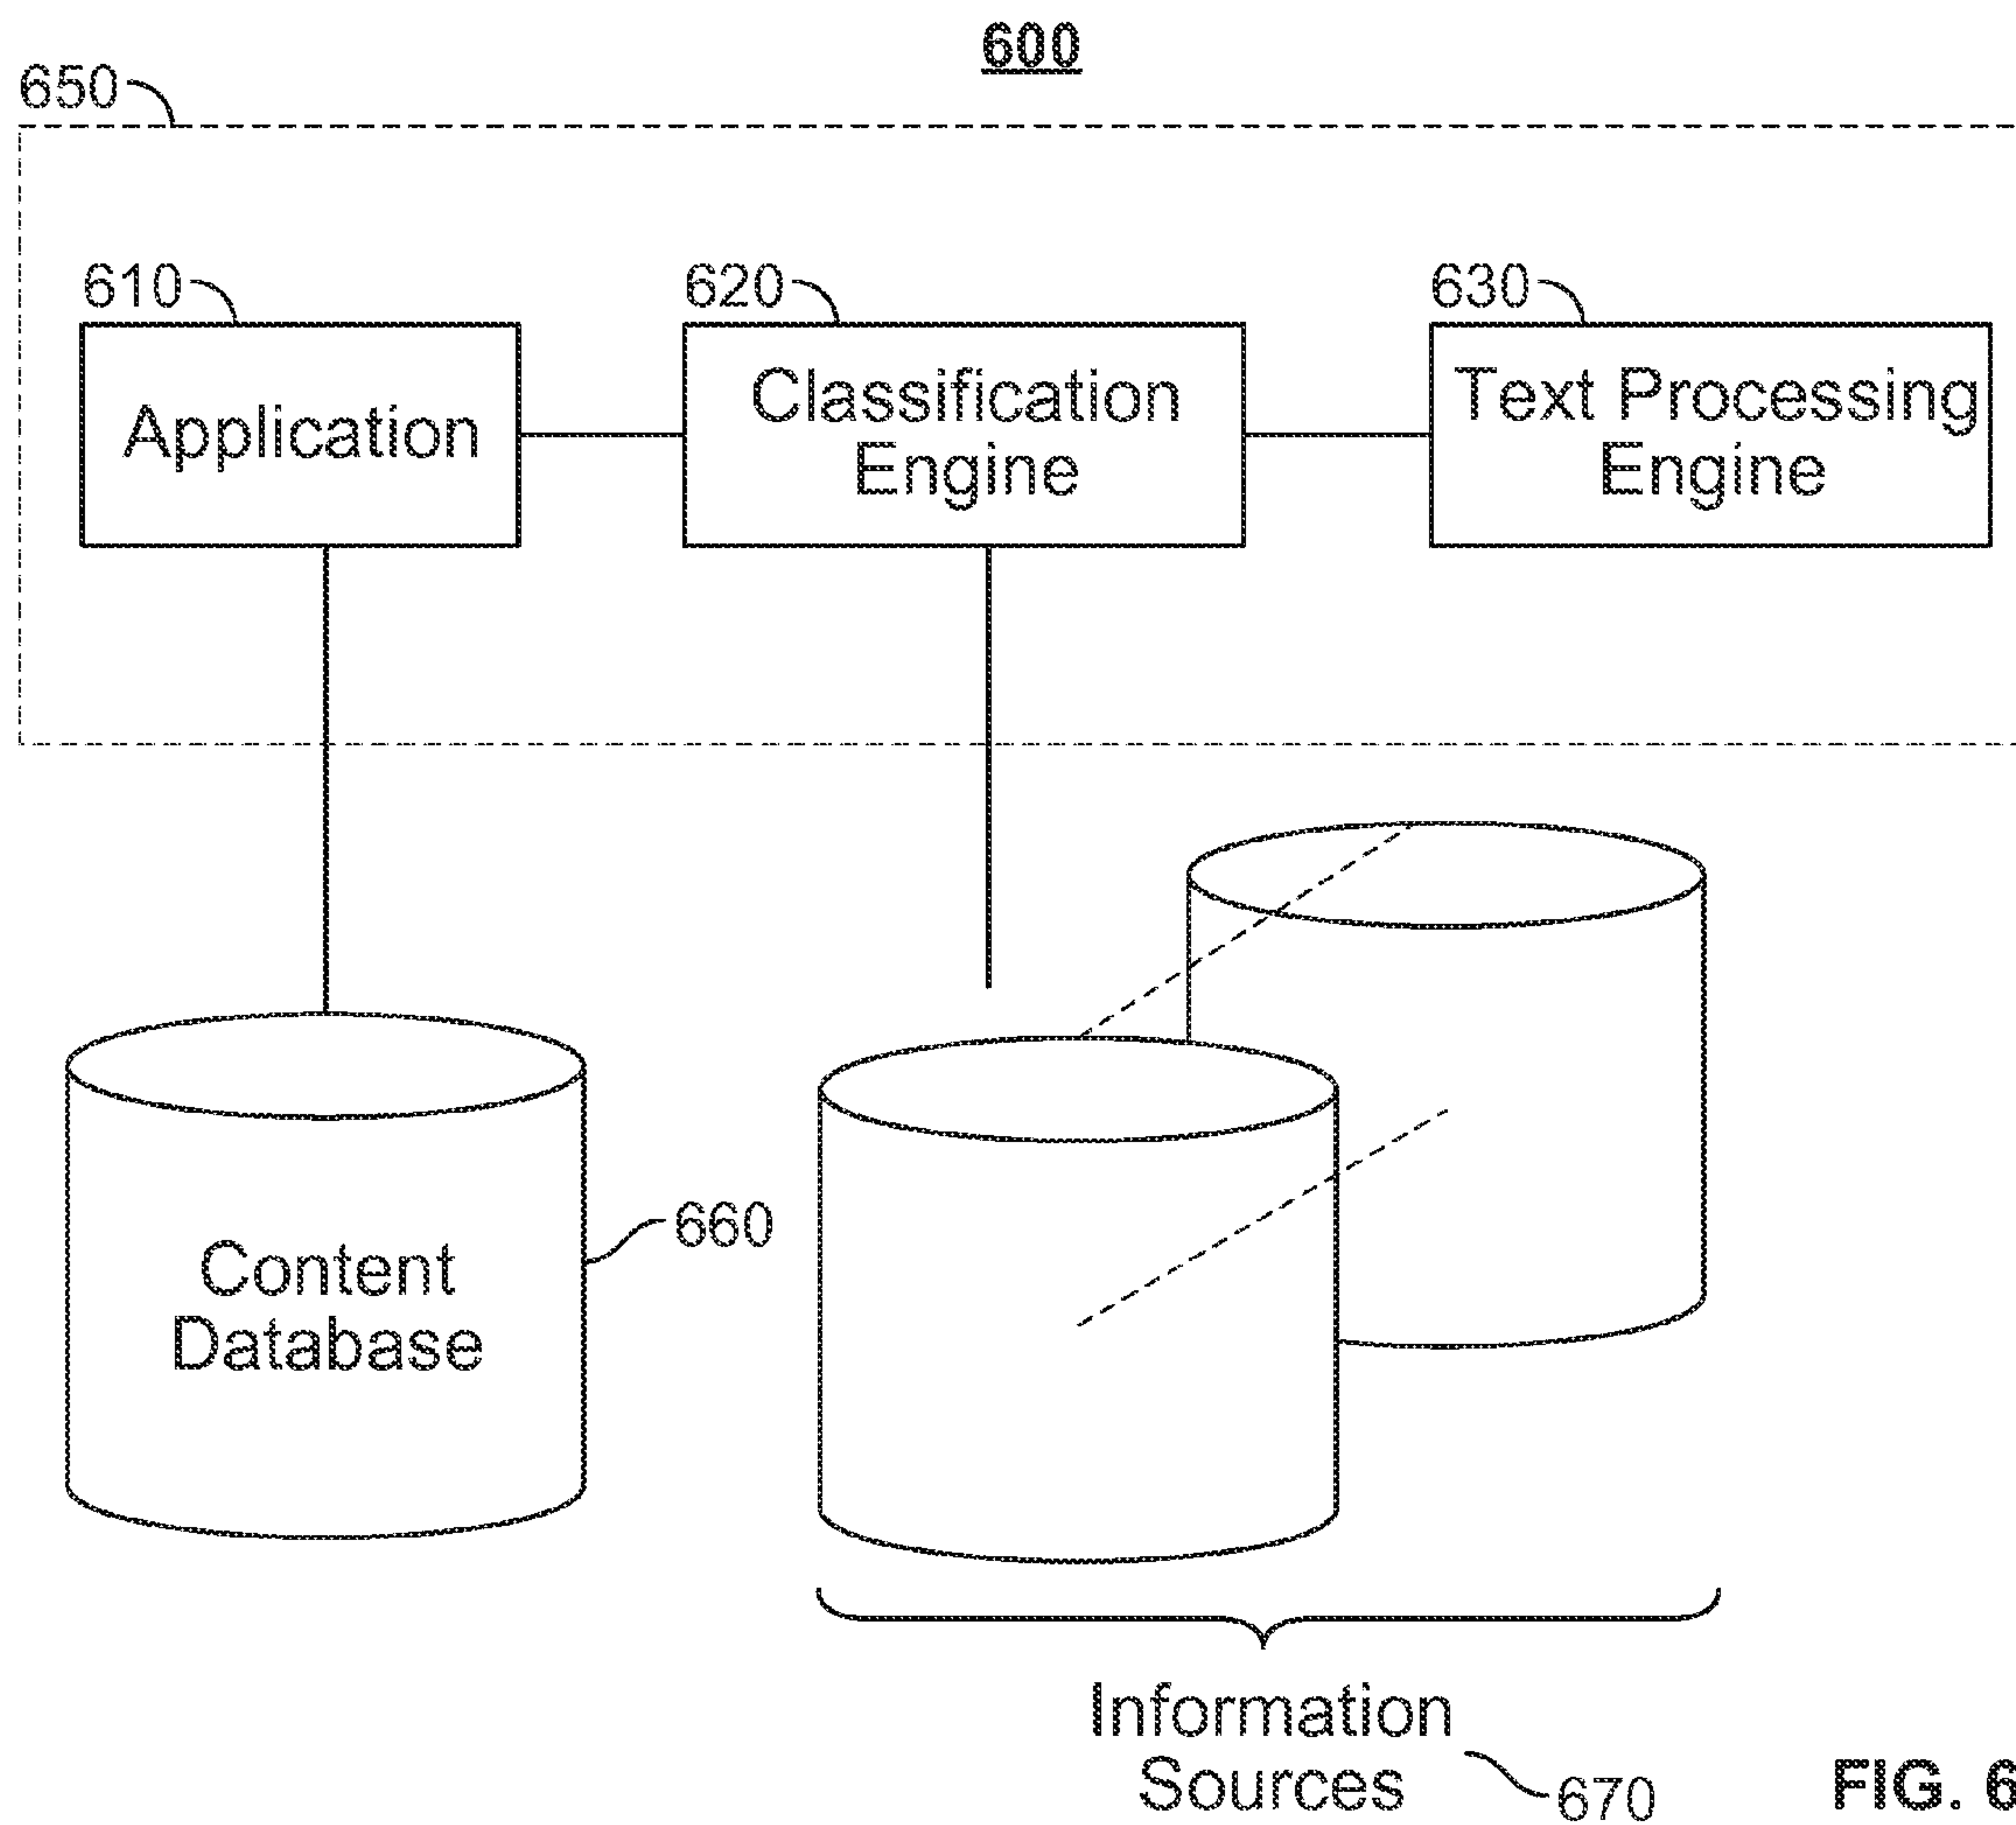 600
650
610
620
630
Application
Classification
Engine
Text Processing
Engine
660
Content
Database
Information
Sources
670
FIG. 6